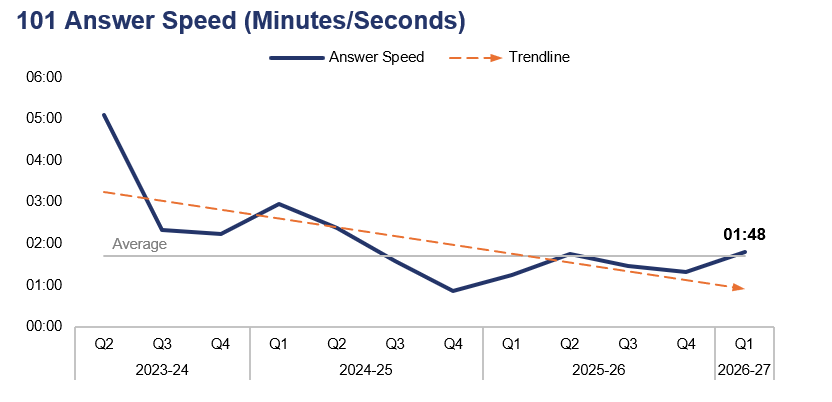 101 Answer Speed (Minutes/Seconds)
Answer Speed Trendline
06:00
05:00
04:00
03:00
02:00
01:00
00:00
Average
01:48
Q2 Q3 Q4 Q1 Q2 Q3 Q4 Q1 Q2 Q3 Q4 Q1
2023-24 2024-25 2025-26 2026-27